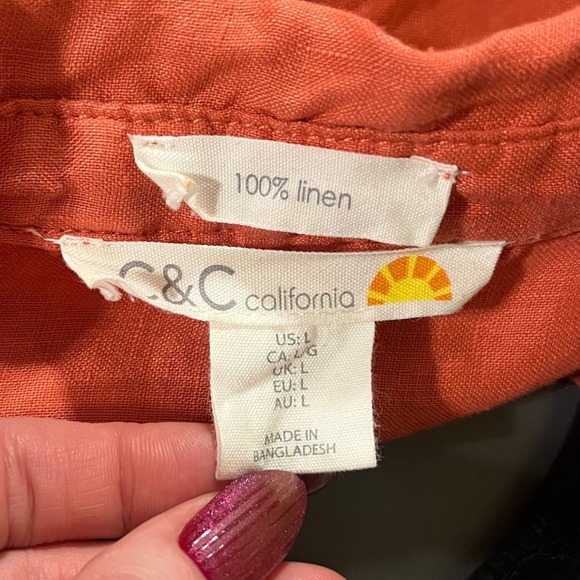 100% linen
C&C california
US: L
CA: L/G
UK: L
EU: L
AU: L
MADE IN
BANGLADESH